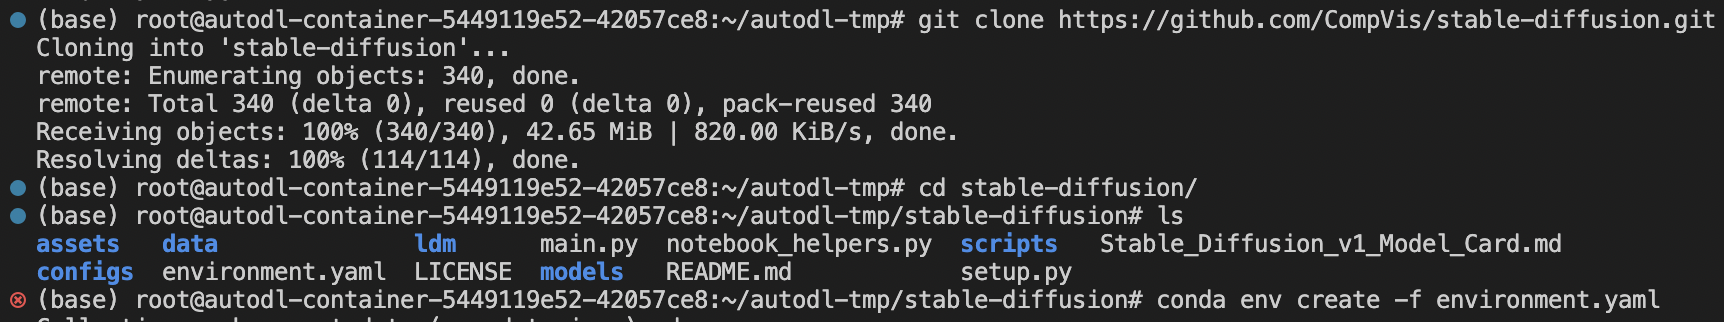 (base) root@autodl-container-5449119e52-42057ce8:~/autodl-tmp# git clone https://github.com/CompVis/stable-diffusion.git
Cloning into 'stable-diffusion'...
remote: Enumerating objects: 340, done.
remote: Total 340 (delta 0), reused 0 (delta 0), pack-reused 340
Receiving objects: 100% (340/340), 42.65 MiB | 820.00 KiB/s, done.
Resolving deltas: 100% (114/114), done.
(base) root@autodl-container-5449119e52-42057ce8:~/autodl-tmp# cd stable-diffusion/
(base) root@autodl-container-5449119e52-42057ce8:~/autodl-tmp/stable-diffusion# ls
assets data ldm main.py notebook_helpers.py scripts Stable_Diffusion_v1_Model_Card.md
configs environment.yaml LICENSE models README.md setup.py
(base) root@autodl-container-5449119e52-42057ce8:~/autodl-tmp/stable-diffusion# conda env create -f environment.yaml